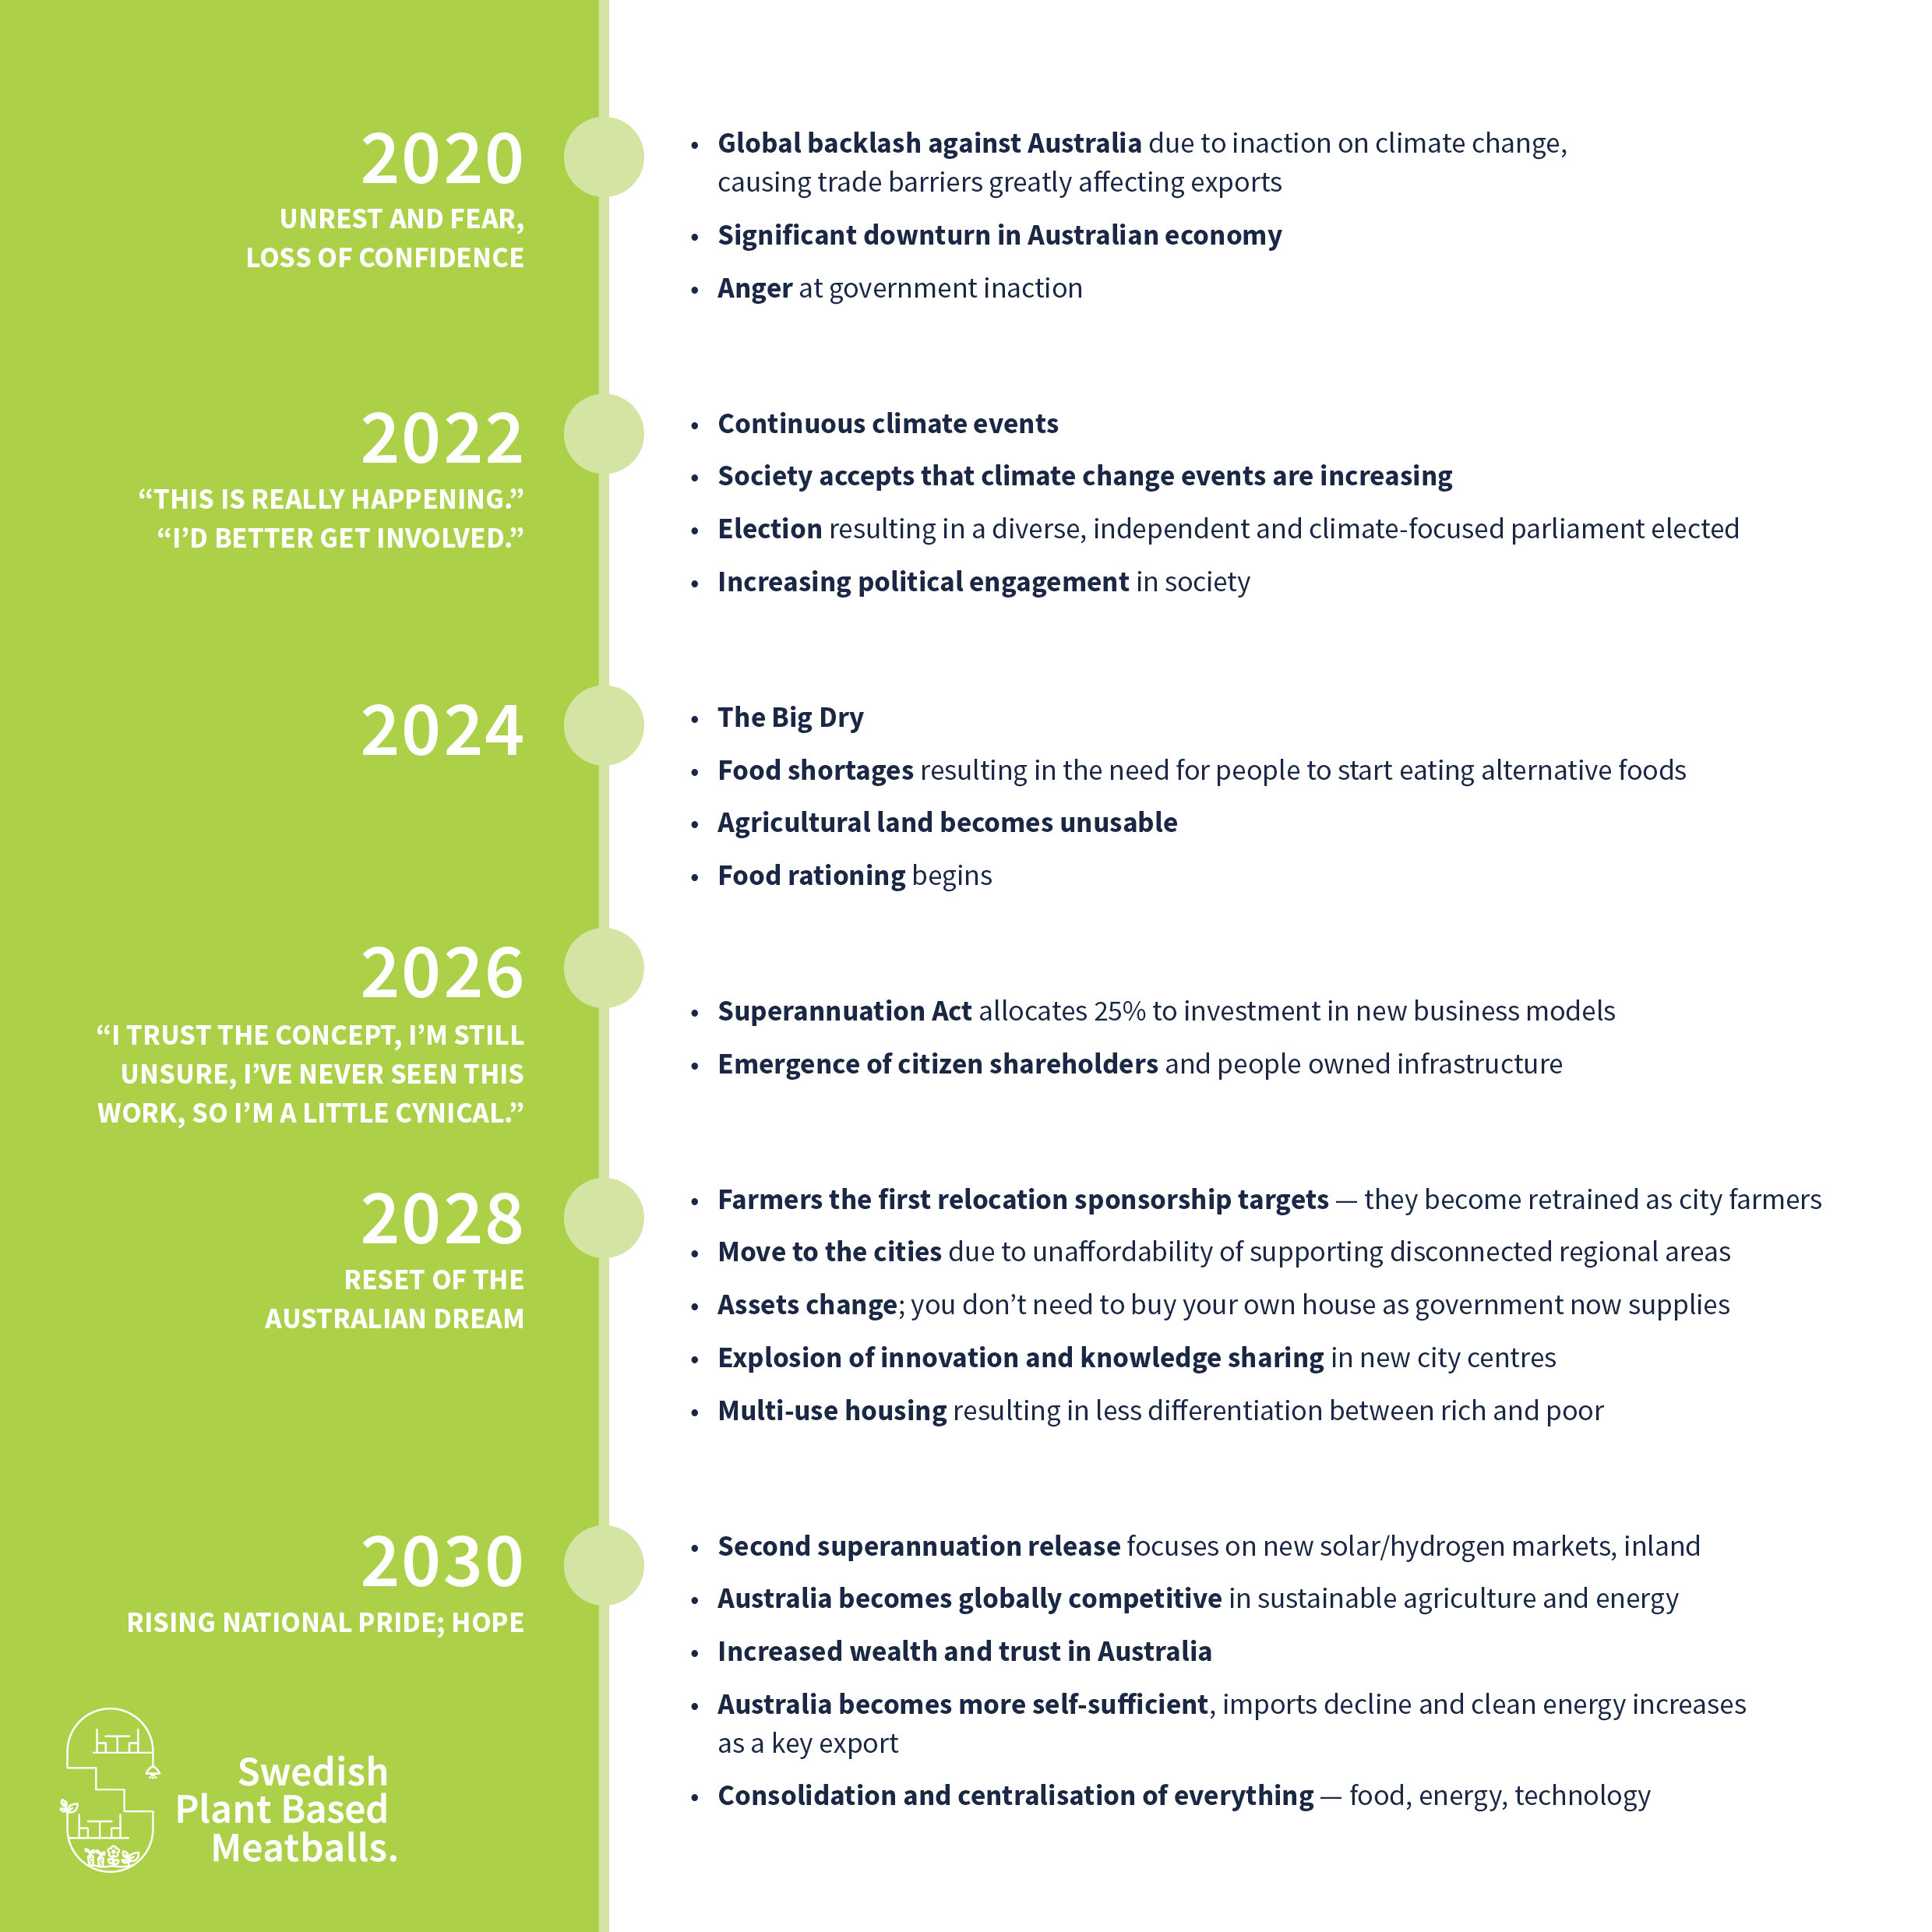 2020
UNREST AND FEAR,
LOSS OF CONFIDENCE
• Global backlash against Australia due to inaction on climate change,
causing trade barriers greatly affecting exports
• Significant downturn in Australian economy
• Anger at government inaction
2022
“THIS IS REALLY HAPPENING.”
“I’D BETTER GET INVOLVED.”
• Continuous climate events
• Society accepts that climate change events are increasing
• Election resulting in a diverse, independent and climate-focused parliament elected
• Increasing political engagement in society
2024
• The Big Dry
• Food shortages resulting in the need for people to start eating alternative foods
• Agricultural land becomes unusable
• Food rationing begins
2026
“I TRUST THE CONCEPT, I’M STILL
UNSURE, I’VE NEVER SEEN THIS
WORK, SO I’M A LITTLE CYNICAL.”
• Superannuation Act allocates 25% to investment in new business models
• Emergence of citizen shareholders and people owned infrastructure
2028
RESET OF THE
AUSTRALIAN DREAM
• Farmers the first relocation sponsorship targets — they become retrained as city farmers
• Move to the cities due to unaffordability of supporting disconnected regional areas
• Assets change; you don’t need to buy your own house as government now supplies
• Explosion of innovation and knowledge sharing in new city centres
• Multi-use housing resulting in less differentiation between rich and poor
2030
RISING NATIONAL PRIDE; HOPE
• Second superannuation release focuses on new solar/hydrogen markets, inland
• Australia becomes globally competitive in sustainable agriculture and energy
• Increased wealth and trust in Australia
• Australia becomes more self-sufficient, imports decline and clean energy increases
as a key export
• Consolidation and centralisation of everything — food, energy, technology
Swedish
Plant Based
Meatballs.